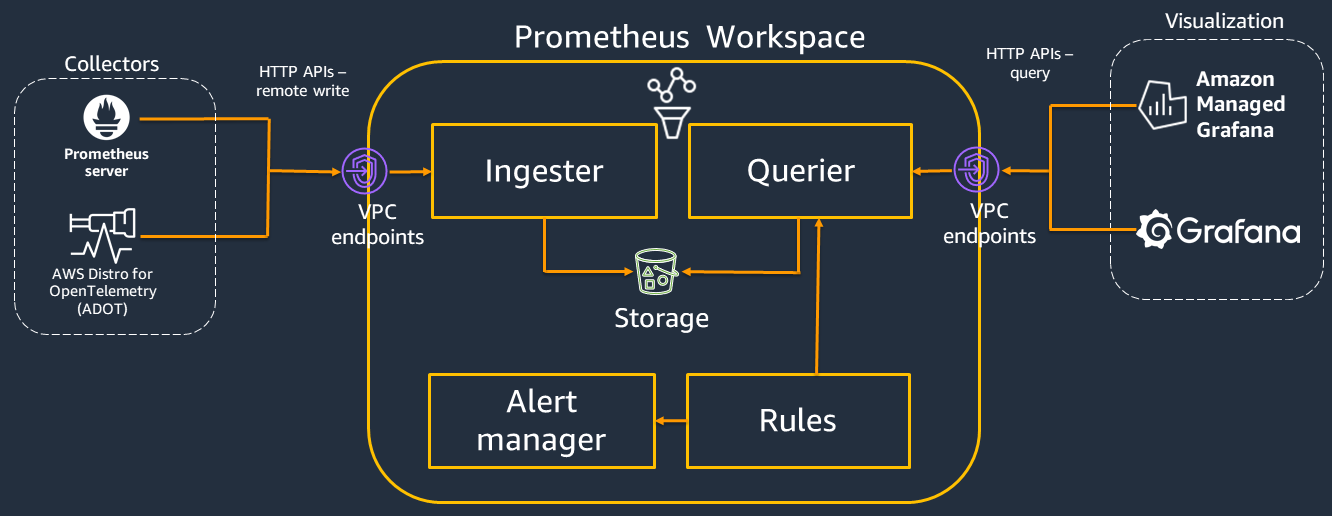 Prometheus  Workspace
Collectors
Prometheus
server
AWS Distro for
OpenTelemetry
(ADOT)
HTTP APIs –
remote write
VPC
endpoints
Ingester
Querier
Storage
Alert
manager
Rules
VPC
endpoints
HTTP APIs –
query
Visualization
Amazon
Managed
Grafana
Grafana